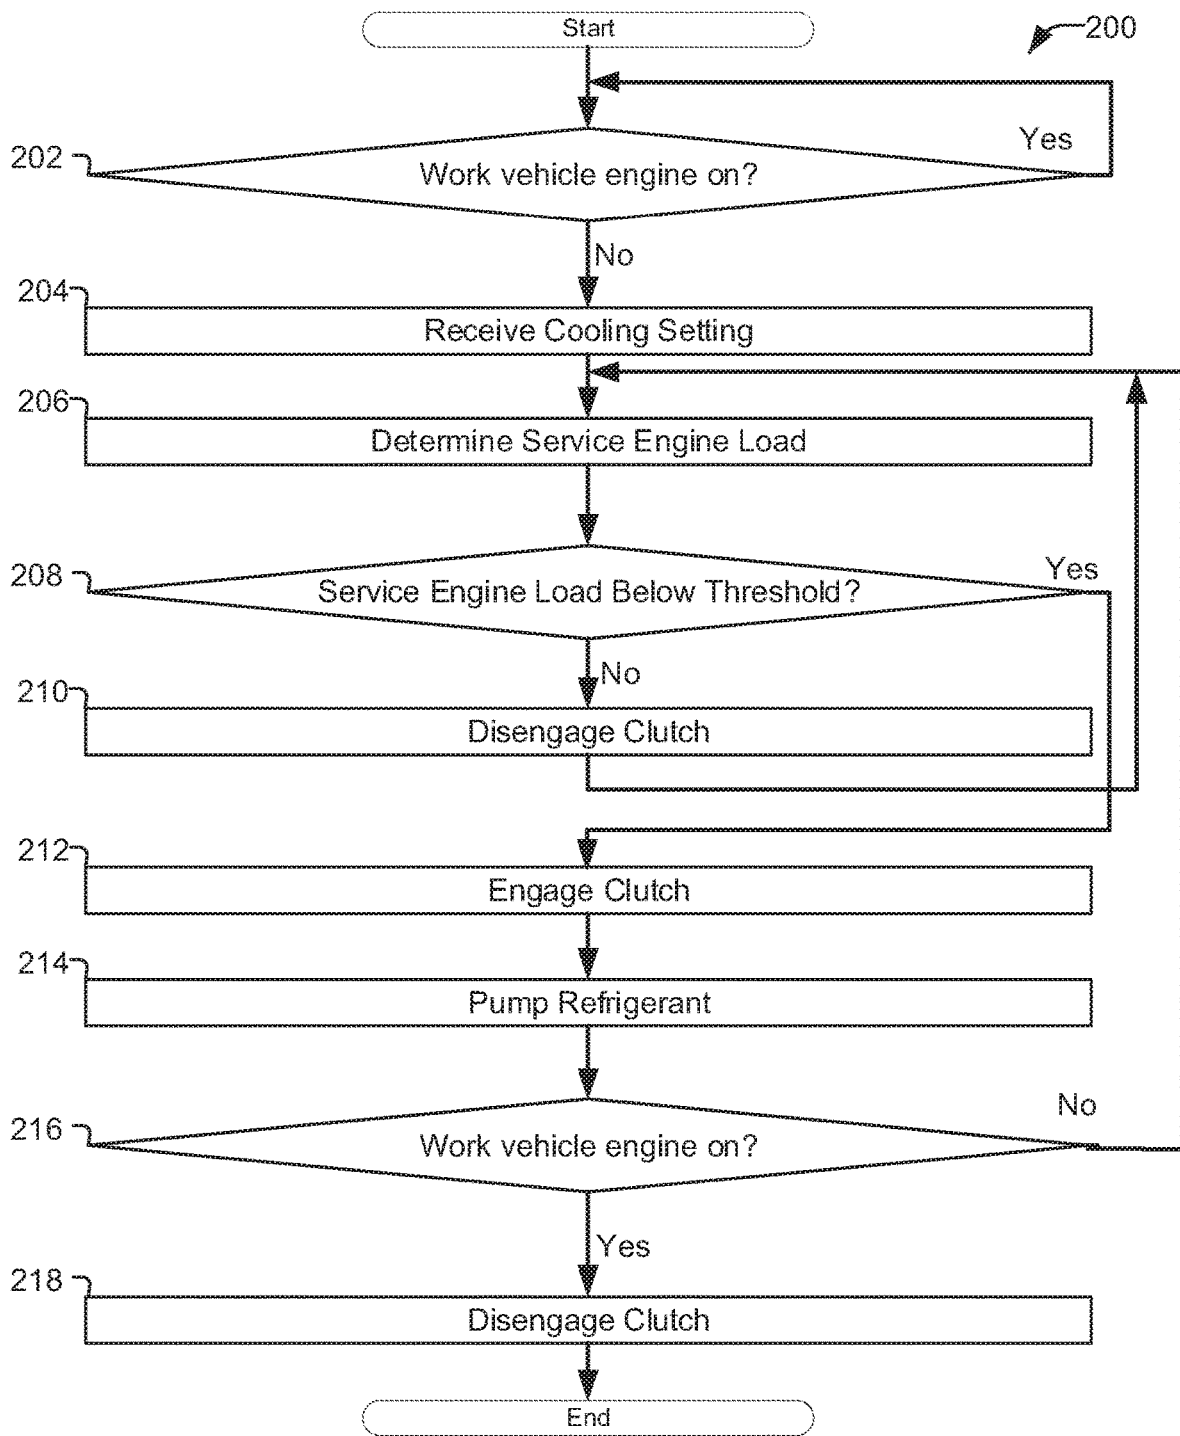 Start
200
Yes
202
Work vehicle engine on?
No
204
Receive Cooling Setting
206
Determine Service Engine Load
208
Yes
Service Engine Load Below Threshold?
No
210
Disengage Clutch
212
Engage Clutch
214
Pump Refrigerant
No
216
Work vehicle engine on?
Yes
218
Disengage Clutch
End